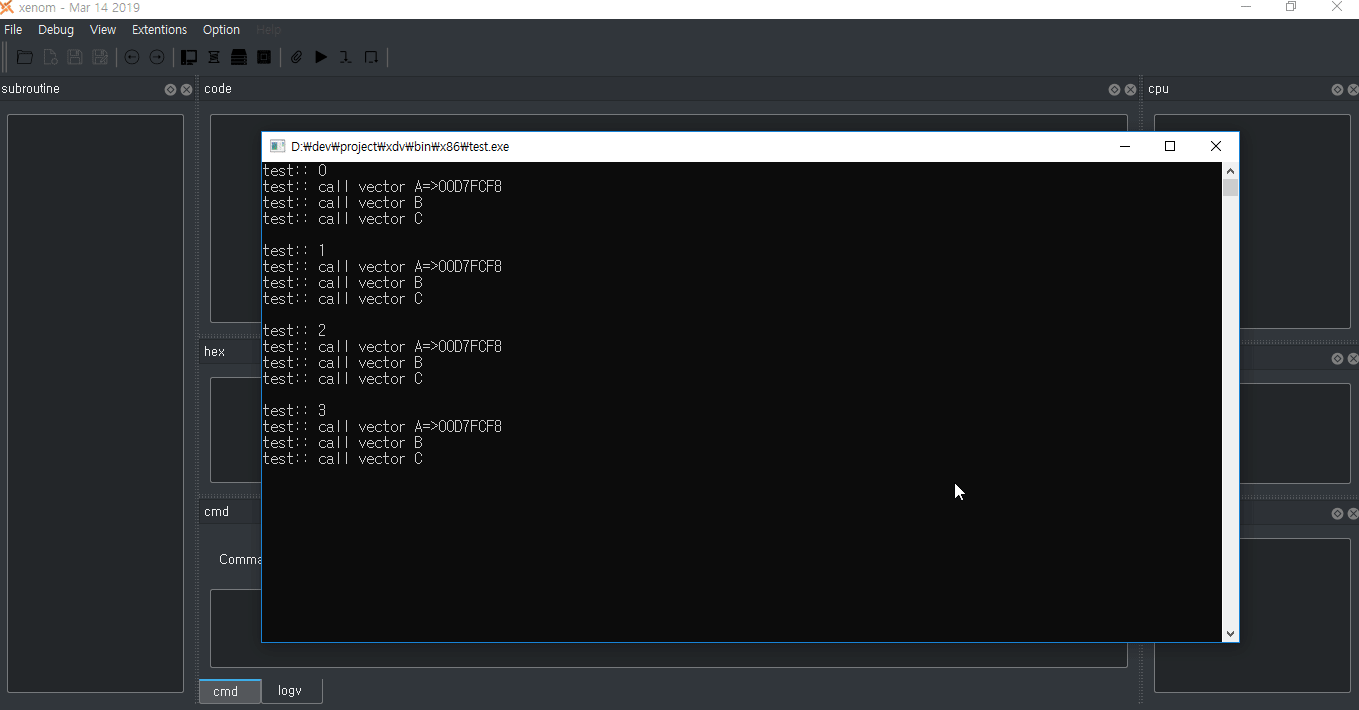 xenom - Mar 14 2019
File Debug View Extentions Option Help
subroutine
code
cpu
D:₩dev₩project₩xdv₩bin₩x86₩test.exe
test:: 0
test:: call vector A=>00D7FCF8
test:: call vector B
test:: call vector C
test:: 1
test:: call vector A=>00D7FCF8
test:: call vector B
test:: call vector C
test:: 2
test:: call vector A=>00D7FCF8
test:: call vector B
test:: call vector C
test:: 3
test:: call vector A=>00D7FCF8
test:: call vector B
test:: call vector C
hex
cmd
Comma
cmd
logv